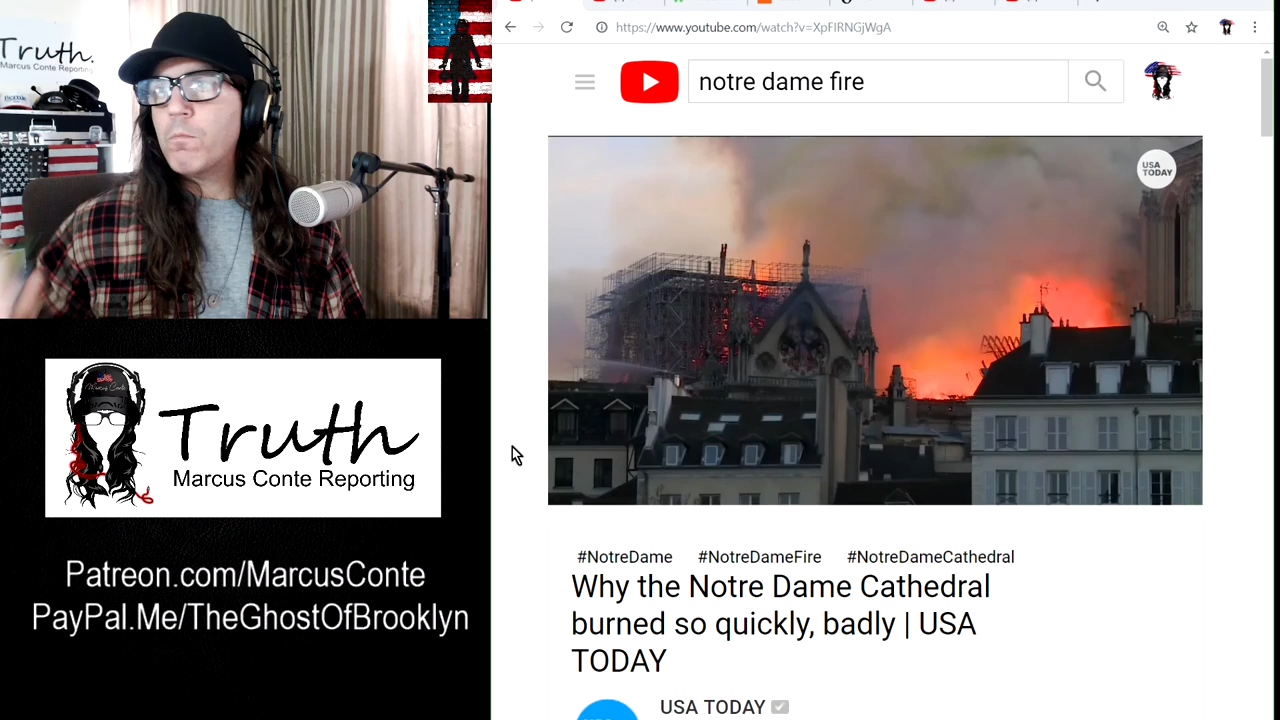 Truth.
Marcus Conte Reporting
Truth
Marcus Conte Reporting
Patreon.com/MarcusConte
PayPal.Me/TheGhostOfBrooklyn
https://www.youtube.com/watch?v=XpFIRNGjWgA
notre dame fire
USA
TODAY
#NotreDame #NotreDameFire #NotreDameCathedral
Why the Notre Dame Cathedral
burned so quickly, badly | USA
TODAY
USA TODAY